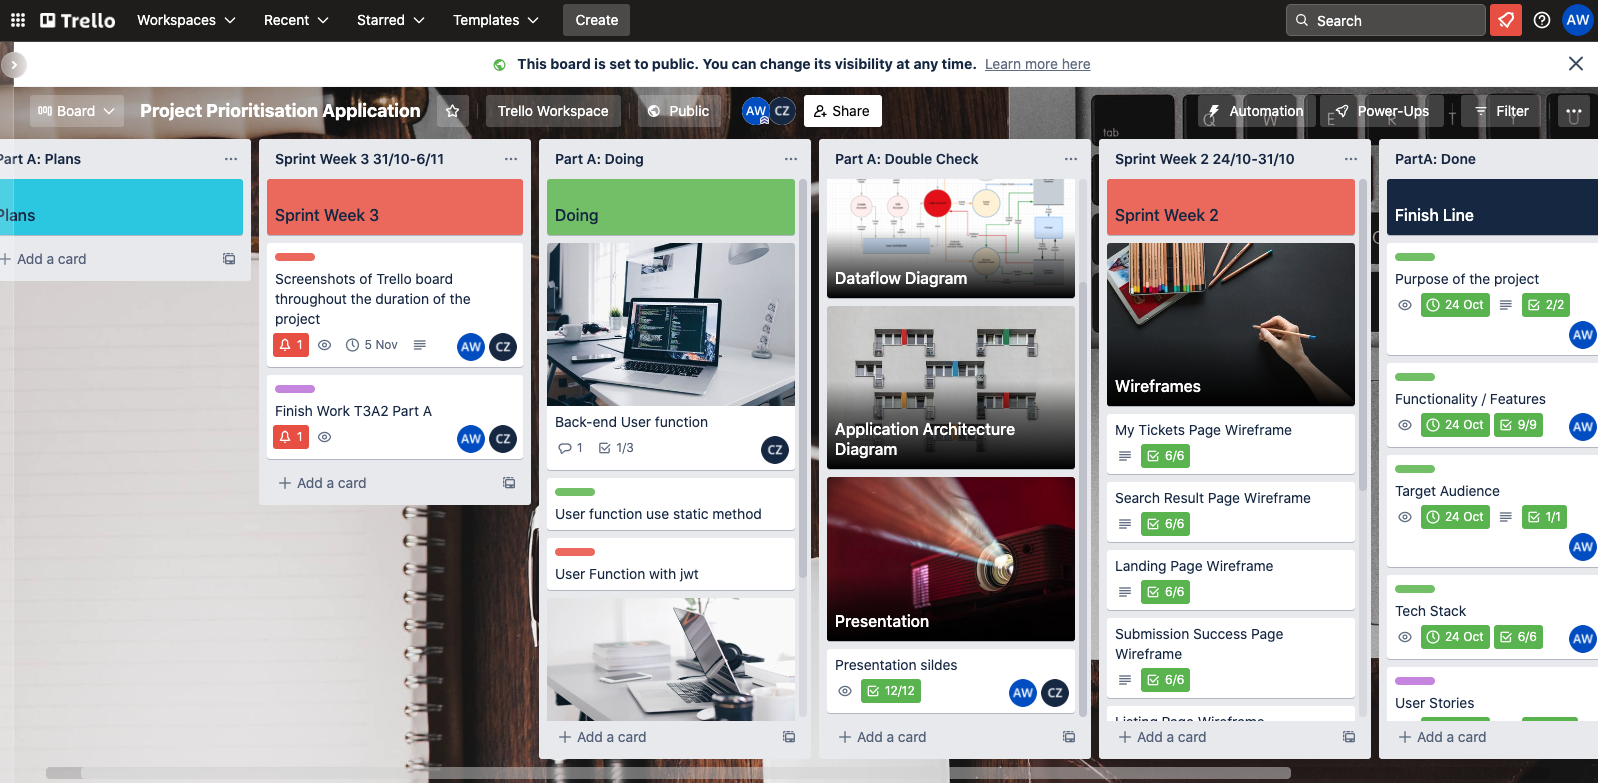 Trello
Workspaces
Recent
Starred
Templates
Create
Search
AW
This board is set to public. You can change its visibility at any time. Learn more here
Board
Project Prioritisation Application
Trello Workspace
Public
AW
CZ
Share
Automation
Power-Ups
Filter
tab
Part A: Plans
Plans
Add a card
Sprint Week 3 31/10-6/11
Sprint Week 3
Screenshots of Trello board
throughout the duration of the
project
1
5 Nov
AW
CZ
Finish Work T3A2 Part A
1
AW
CZ
Add a card
Part A: Doing
Doing
Back-end User function
1
1/3
CZ
User function use static method
User Function with jwt
Add a card
Part A: Double Check
Dataflow Diagram
Application Architecture
Diagram
Presentation
Presentation sildes
12/12
AW
CZ
Add a card
Sprint Week 2 24/10-31/10
Sprint Week 2
Wireframes
My Tickets Page Wireframe
6/6
Search Result Page Wireframe
6/6
Landing Page Wireframe
6/6
Submission Success Page
Wireframe
6/6
Listing Page Wireframe
Add a card
PartA: Done
Finish Line
Purpose of the project
24 Oct
2/2
AW
Functionality / Features
24 Oct
9/9
AW
Target Audience
24 Oct
1/1
AW
Tech Stack
24 Oct
6/6
AW
User Stories
Add a card